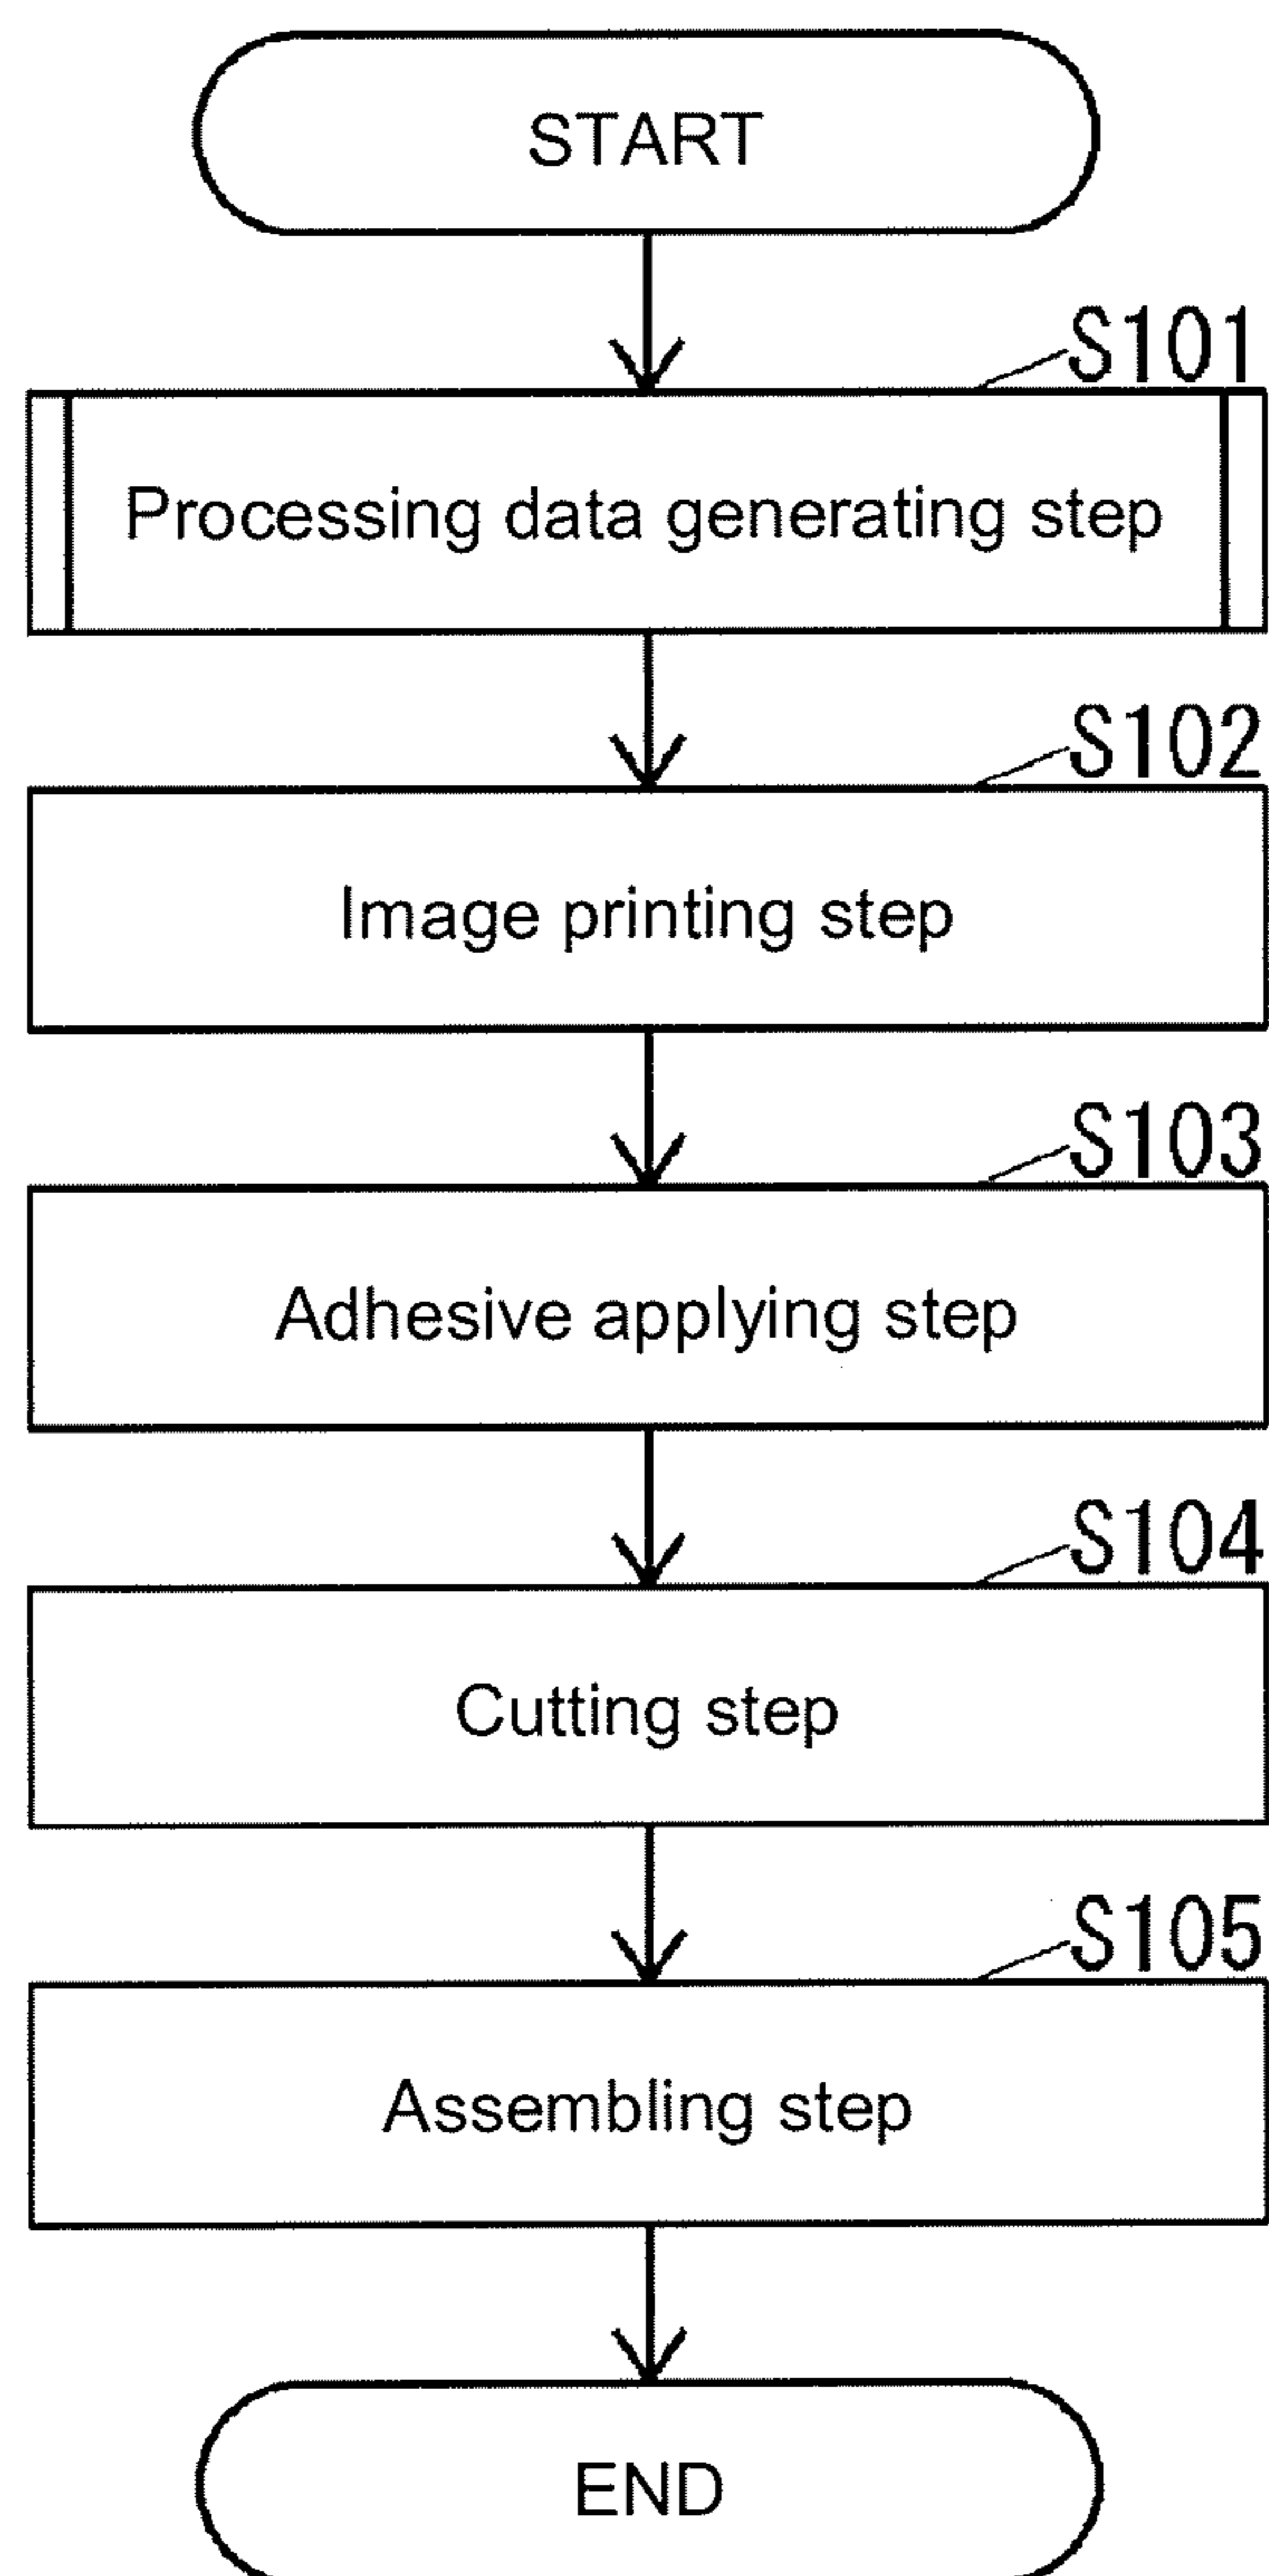 START
S101
Processing data generating step
S102
Image printing step
S103
Adhesive applying step
S104
Cutting step
S105
Assembling step
END